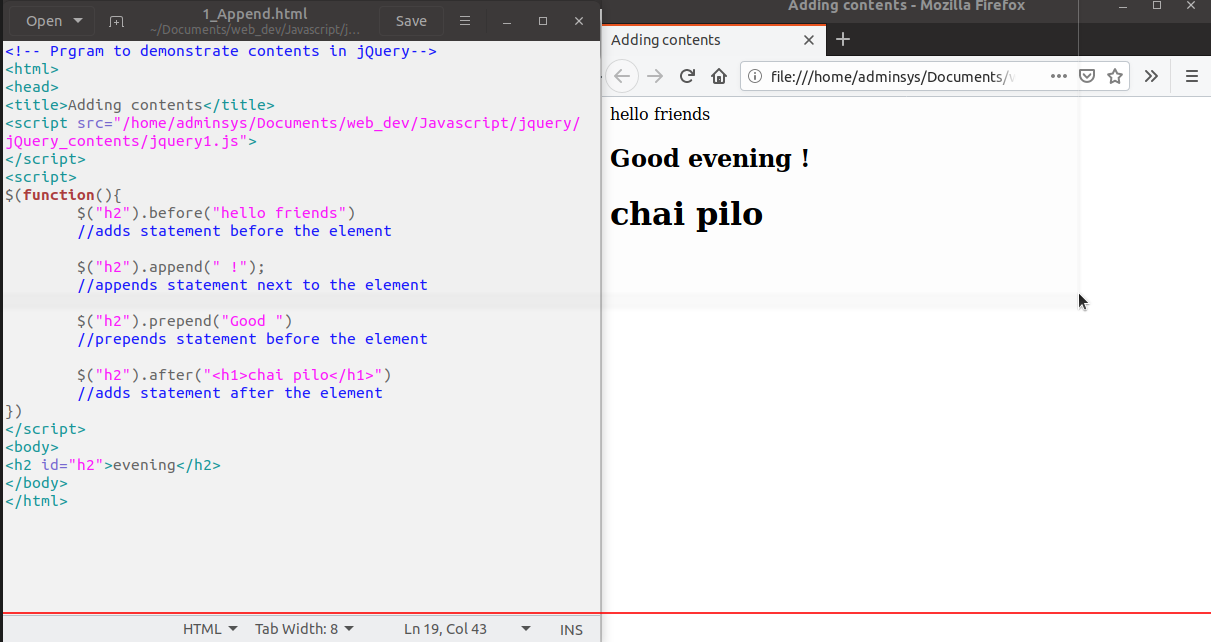 Open
1_Append.html
~/Documents/web_dev/Javascript/j...
Save
<!-- Prgram to demonstrate contents in jQuery-->
<html>
<head>
<title>Adding contents</title>
<script src="/home/adminsys/Documents/web_dev/Javascript/jquery/
jQuery_contents/jquery1.js">
</script>
<script>
$(function(){
$("h2").before("hello friends")
//adds statement before the element
$("h2").append(" !");
//appends statement next to the element
$("h2").prepend("Good ")
//prepends statement before the element
$("h2").after("<h1>chai pilo</h1>")
//adds statement after the element
})
</script>
<body>
<h2 id="h2">evening</h2>
</body>
</html>
HTML
Tab Width: 8
Ln 19, Col 43
INS
Adding contents - Mozilla Firefox
Adding contents
file:///home/adminsys/Documents/w
hello friends
Good evening !
chai pilo